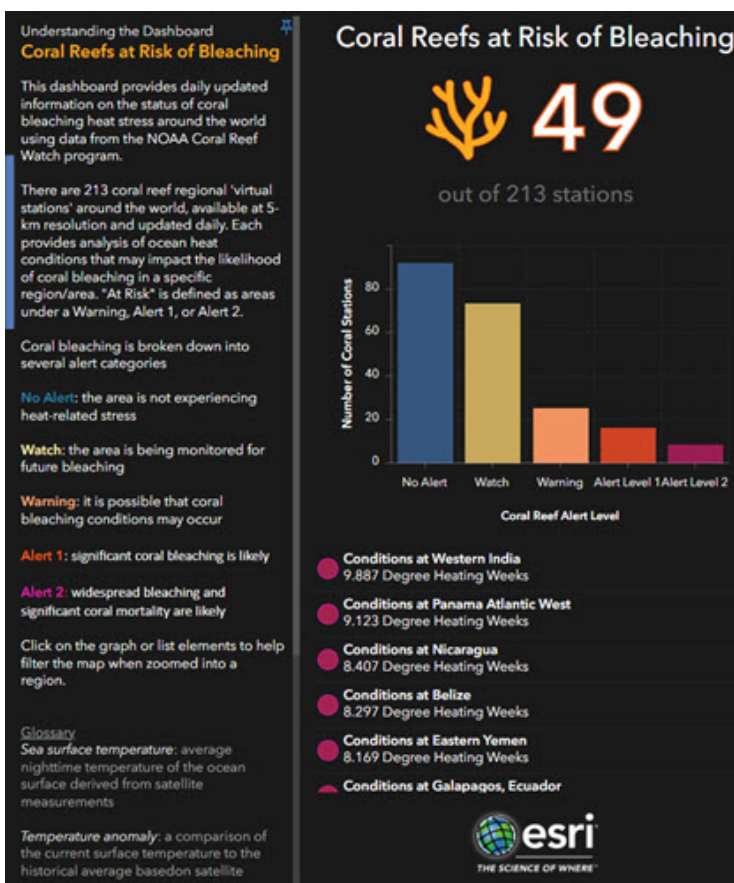 Understanding the Dashboard
Coral Reefs at Risk of Bleaching
This dashboard provides daily updated
information on the status of coral
bleaching heat stress around the world
using data from the NOAA Coral Reef
Watch program.
There are 213 coral reef regional 'virtual
stations' around the world, available at 5-
km resolution and updated daily. Each
provides analysis of ocean heat
conditions that may impact the likelihood
of coral bleaching in a specific
region/area. "At Risk" is defined as areas
under a Warning, Alert 1, or Alert 2.
Coral bleaching is broken down into
several alert categories
No Alert: the area is not experiencing
heat-related stress
Watch: the area is being monitored for
future bleaching
Warning: it is possible that coral
bleaching conditions may occur
Alert 1: significant coral bleaching is likely
Alert 2: widespread bleaching and
significant coral mortality are likely
Click on the graph or list elements to help
filter the map when zoomed into a
region.
Glossary
Sea surface temperature: average
nighttime temperature of the ocean
surface derived from satellite
measurements
Temperature anomaly: a comparison of
the current surface temperature to the
historical average basedon satellite
Coral Reefs at Risk of Bleaching
49
out of 213 stations
Number of Coral Stations
80
60
40
20
0
No Alert Watch Warning Alert Level 1 Alert Level 2
Coral Reef Alert Level
Conditions at Western India
9.887 Degree Heating Weeks
Conditions at Panama Atlantic West
9.123 Degree Heating Weeks
Conditions at Nicaragua
8.407 Degree Heating Weeks
Conditions at Belize
8.297 Degree Heating Weeks
Conditions at Eastern Yemen
8.169 Degree Heating Weeks
Conditions at Galapagos, Ecuador
esri
THE SCIENCE OF WHERE™